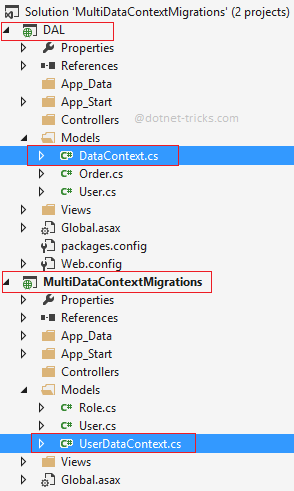 Solution 'MultiDataContextMigrations' (2 projects)
DAL
Properties
References
App_Data
App_Start
@dotnet-tricks.com
Controllers
Models
C# DataContext.cs
C# Order.cs
C# User.cs
Views
Global.asax
packages.config
Web.config
MultiDataContextMigrations
Properties
References
App_Data
App_Start
Controllers
Models
C# Role.cs
C# User.cs
C# UserDataContext.cs
Views
Global.asax